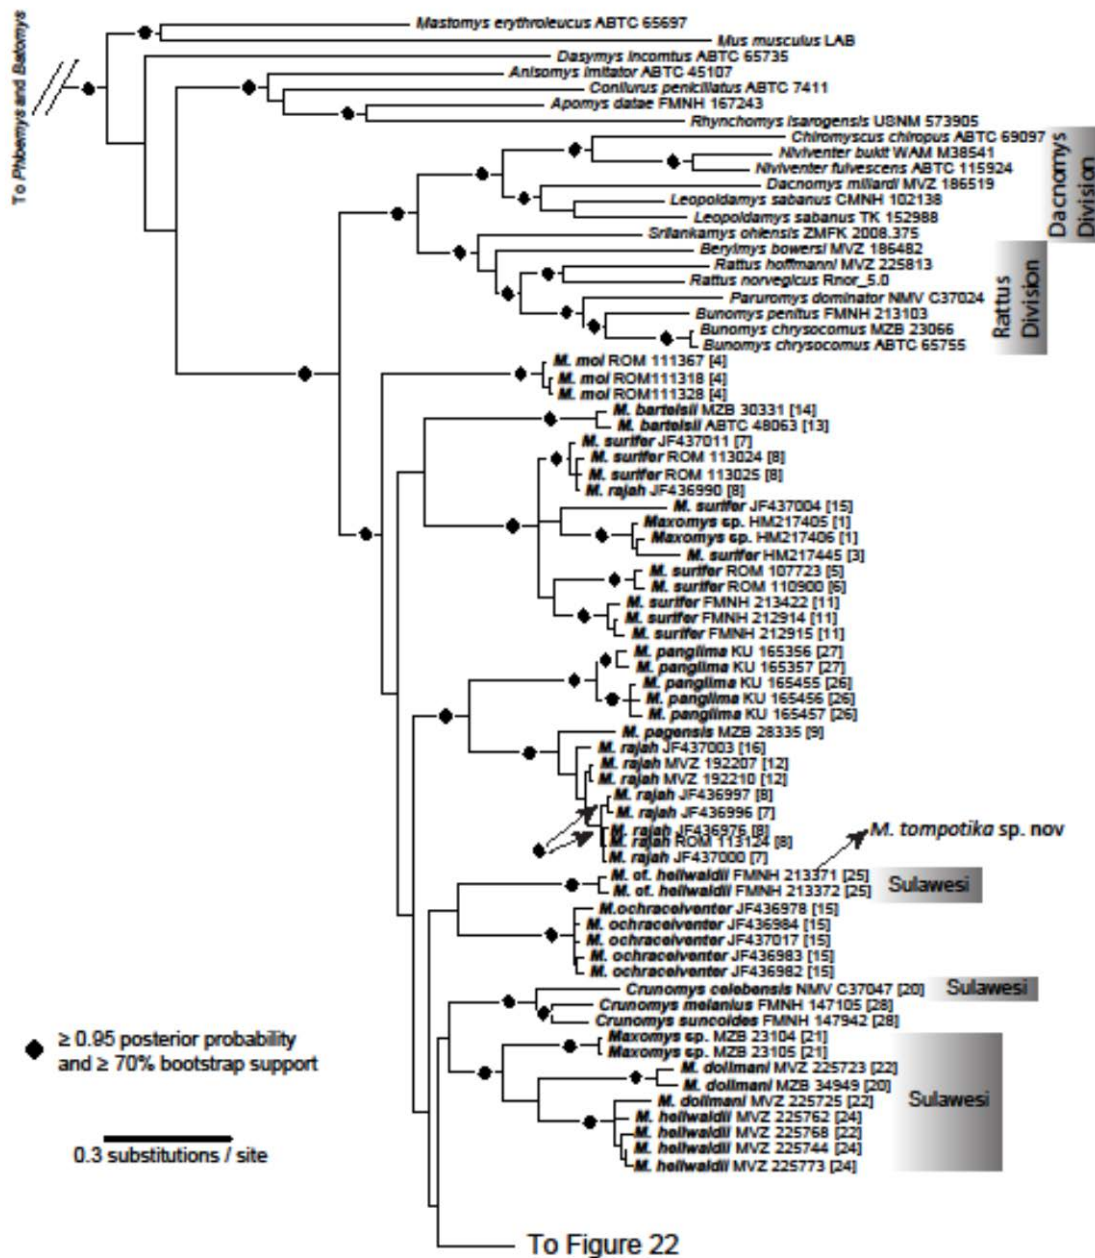 To Phloemys and Batomys
Mastomys erythroleucus ABTC 65697
Mus musculus LAB
Dasymys incomtus ABTC 65735
Anisomys imitator ABTC 45107
Conilurus penicillatus ABTC 7411
Apomys datae FMNH 167243
Rhynchomys isarogensis USNM 573905
Chiromyscus chiropus ABTC 69097
Niviventer bukit WAM M38541
Niviventer fulvescens ABTC 115924
Dacnomys millardi MVZ 186519
Leopoldamys sabanus CMNH 102138
Leopoldamys sabanus TK 152988
Dacnomys
Division
Srilankamys ohiensis ZMFK 2008.375
Berylmys bowersi MVZ 186482
Rattus hoffmanni MVZ 225813
Rattus norvegicus Rnor_5.0
Paruromys dominator NMV C37024
Bunomys penitus FMNH 213103
Bunomys chrysocomus MZB 23066
Bunomys chrysocomus ABTC 65755
Rattus
Division
M. moi ROM 111367 [4]
M. moi ROM111318 [4]
M. moi ROM111328 [4]
M. bartelsii MZB 30331 [14]
M. bartelsii ABTC 48063 [13]
M. surifer JF437011 [7]
M. surifer ROM 113024 [8]
M. surifer ROM 113025 [8]
M. rajah JF436990 [8]
M. surifer JF437004 [15]
Maxomys sp. HM217405 [1]
Maxomys sp. HM217406 [1]
M. surifer HM217445 [3]
M. surifer ROM 107723 [5]
M. surifer ROM 110900 [6]
M. surifer FMNH 213422 [11]
M. surifer FMNH 212914 [11]
M. surifer FMNH 212915 [11]
M. panglima KU 165356 [27]
M. panglima KU 165357 [27]
M. panglima KU 165455 [26]
M. panglima KU 165456 [26]
M. panglima KU 165457 [26]
M. pagensis MZB 28335 [9]
M. rajah JF437003 [16]
M. rajah MVZ 192207 [12]
M. rajah MVZ 192210 [12]
M. rajah JF436997 [8]
M. rajah JF436996 [7]
M. rajah JF436976 [8]
M. rajah ROM 113124 [8]
M. rajah JF437000 [7]
M. tompotika sp. nov
M. cf. hellwaldii FMNH 213371 [25]
M. cf. hellwaldii FMNH 213372 [25]
Sulawesi
M.ochraceiventer JF436978 [15]
M. ochraceiventer JF436984 [15]
M. ochraceiventer JF437017 [15]
M. ochraceiventer JF436983 [15]
M. ochraceiventer JF436982 [15]
Crunomys celebensis NMV C37047 [20]
Sulawesi
Crunomys melanius FMNH 147105 [28]
Crunomys suncoides FMNH 147942 [28]
Maxomys sp. MZB 23104 [21]
Maxomys sp. MZB 23105 [21]
M. dollmani MVZ 225723 [22]
M. dollmani MZB 34949 [20]
M. dollmani MVZ 225725 [22]
M. hellwaldii MVZ 225762 [24]
M. hellwaldii MVZ 225768 [22]
M. hellwaldii MVZ 225744 [24]
M. hellwaldii MVZ 225773 [24]
Sulawesi
≥ 0.95 posterior probability
and ≥ 70% bootstrap support
0.3 substitutions / site
To Figure 22